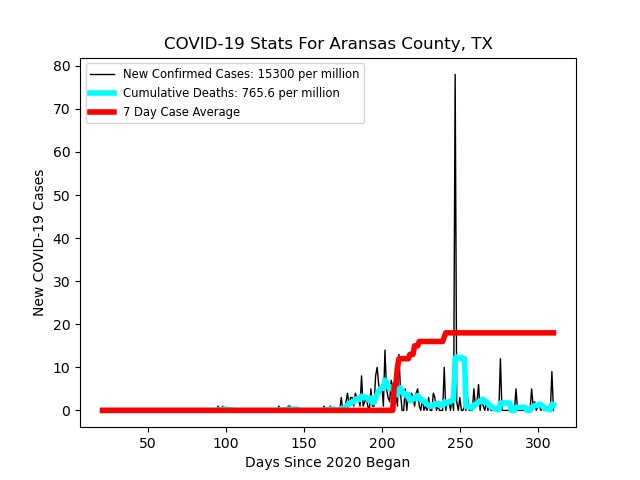 COVID-19 Stats For Aransas County, TX
New Confirmed Cases: 15300 per million
Cumulative Deaths: 765.6 per million
7 Day Case Average
New COVID-19 Cases
80
70
60
50
40
30
20
10
0
50 100 150 200 250 300
Days Since 2020 Began